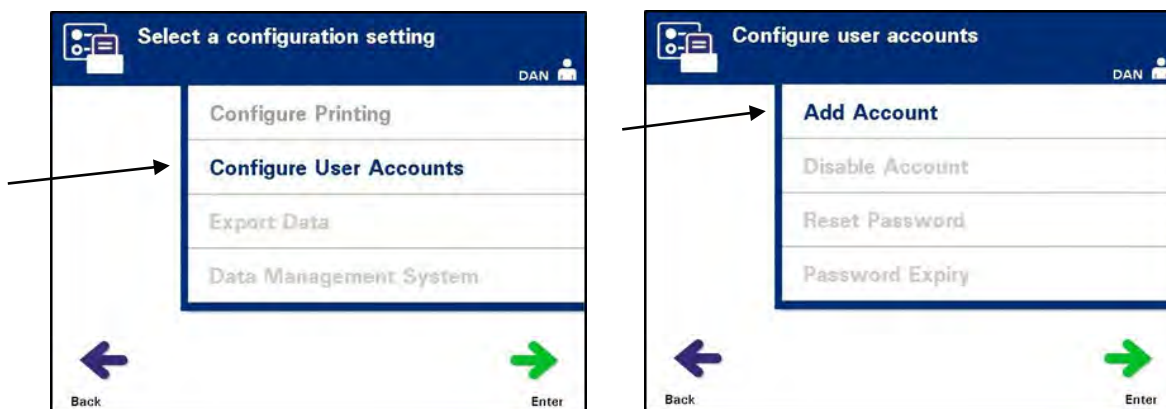 Select a configuration setting
DAN
Configure Printing
Configure User Accounts
Export Data
Data Management System
Back
Enter
Configure user accounts
DAN
Add Account
Disable Account
Reset Password
Password Expiry
Back
Enter